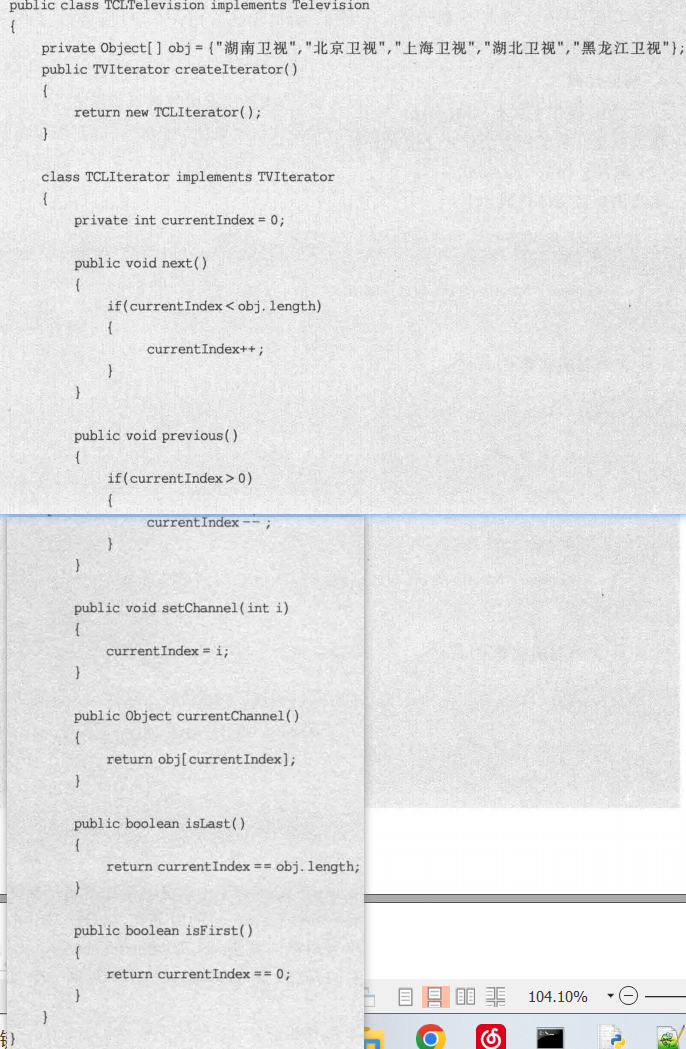 public class TCLTelevision implements Television
{
private Object[] obj = {"湖南卫视","北京卫视","上海卫视","湖北卫视","黑龙江卫视"};
public TVIterator createIterator()
{
return new TCLIterator();
}
class TCLIterator implements TVIterator
{
private int currentIndex = 0;
public void next()
{
if(currentIndex < obj.length)
{
currentIndex++;
}
}
public void previous()
{
if(currentIndex > 0)
{
currentIndex--;
}
}
public void setChannel(int i)
{
currentIndex = i;
}
public Object currentChannel()
{
return obj[currentIndex];
}
public boolean isLast()
{
return currentIndex == obj.length;
}
public boolean isFirst()
{
return currentIndex == 0;
}
}
}
104.10%